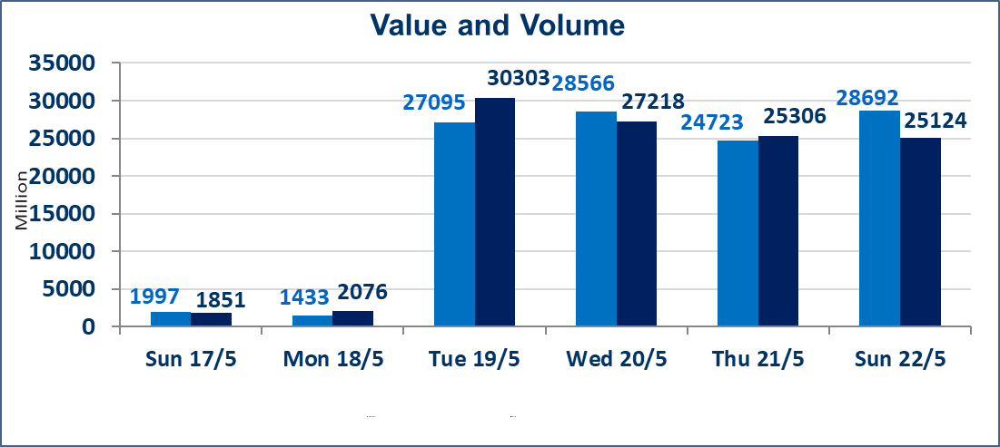 Value and Volume
35000
30000
25000
20000
15000
10000
5000
0
Million
1997
1851
1433
2076
27095
30303
28566
27218
24723
25306
28692
25124
Sun 17/5
Mon 18/5
Tue 19/5
Wed 20/5
Thu 21/5
Sun 22/5